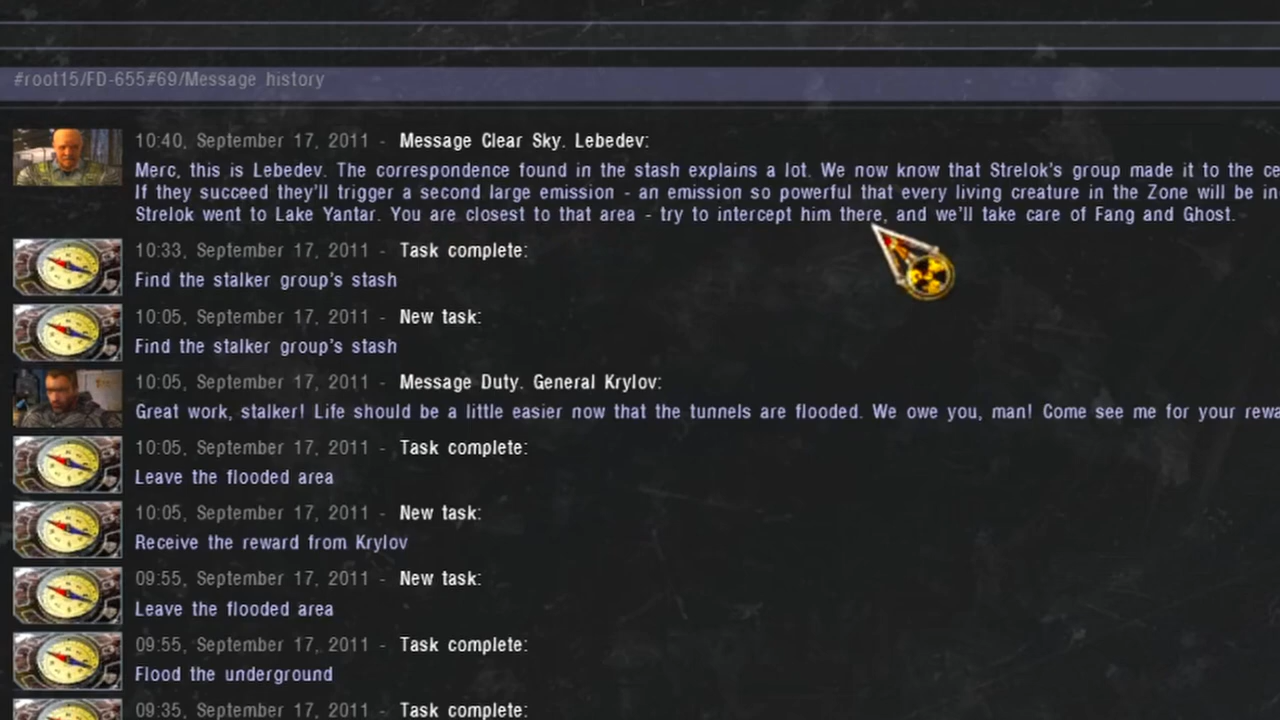 #root15/FD-655#69/Message history
10:40, September 17, 2011 - Message Clear Sky. Lebedev:
Merc, this is Lebedev. The correspondence found in the stash explains a lot. We now know that Strelok's group made it to the
If they succeed they'll trigger a second large emission - an emission so powerful that every living creature in the Zone will be
Strelok went to Lake Yantar. You are closest to that area - try to intercept him there, and we'll take care of Fang and Ghost.
10:33, September 17, 2011 - Task complete:
Find the stalker group's stash
10:05, September 17, 2011 - New task:
Find the stalker group's stash
10:05, September 17, 2011 - Message Duty. General Krylov:
Great work, stalker! Life should be a little easier now that the tunnels are flooded. We owe you, man! Come see me for your
10:05, September 17, 2011 - Task complete:
Leave the flooded area
10:05, September 17, 2011 - New task:
Receive the reward from Krylov
09:55, September 17, 2011 - New task:
Leave the flooded area
09:55, September 17, 2011 - Task complete:
Flood the underground
09:35, September 17, 2011 - Task complete: